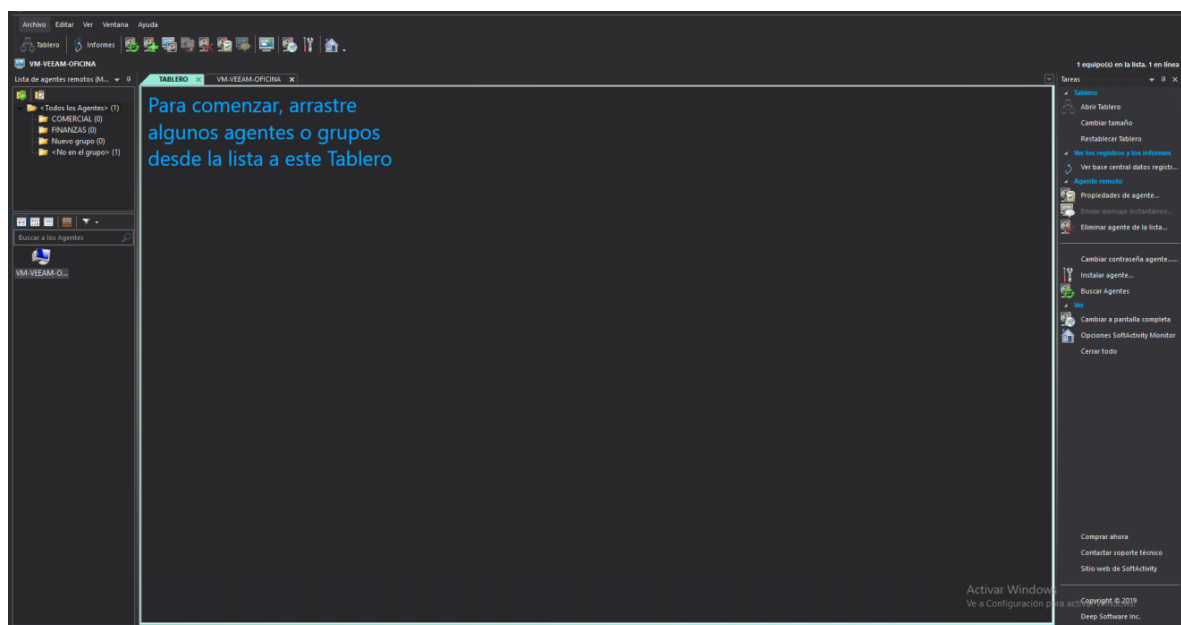 Archivo Editar Ver Ventana Ayuda
Tablero Informes
VM-VEEAM-OFICINA
1 equipo(s) en la lista. 1 en línea
Lista de agentes remotos (M...
TABLERO VM-VEEAM-OFICINA
Tareas
<Todos los Agentes> (1)
COMERCIAL (0)
FINANZAS (0)
Nuevo grupo (0)
<No en el grupo> (1)
Buscar a los Agentes
VM-VEEAM-O...
Para comenzar, arrastre
algunos agentes o grupos
desde la lista a este Tablero
Tablero
Abrir Tablero
Cambiar tamaño
Restablecer Tablero
Ver los registros y los informes
Ver base central datos registr...
Agente remoto
Propiedades de agente...
Enviar mensaje instantáneo...
Eliminar agente de la lista...
Cambiar contraseña agente......
Instalar agente...
Buscar Agentes
Ver
Cambiar a pantalla completa
Opciones SoftActivity Monitor
Cerrar todo
Comprar ahora
Contactar soporte técnico
Sitio web de SoftActivity
Activar Windows
Ve a Configuración para activar Windows.
Copyright © 2019
Deep Software Inc.